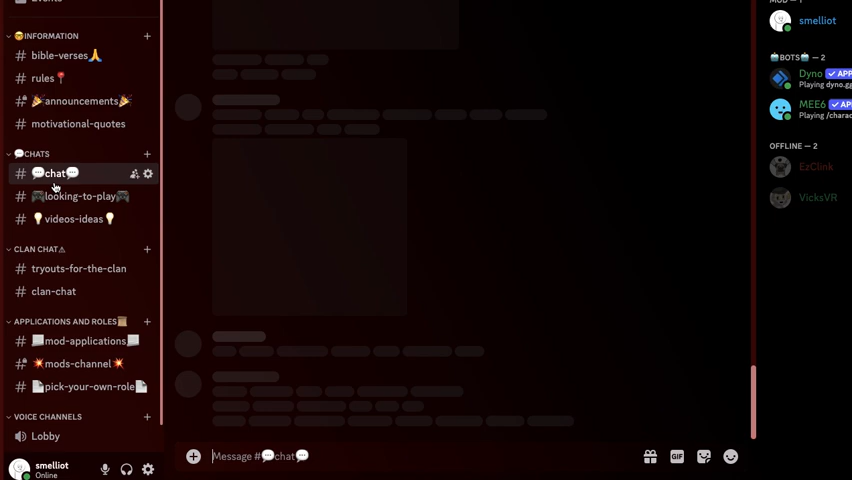 INFORMATION
bible-verses🙏
rules📍
🎉announcements🎉
motivational-quotes
💬CHATS
💬chat💬
🎮looking-to-play🎮
💡videos-ideas💡
CLAN CHAT⚠
tryouts-for-the-clan
clan-chat
APPLICATIONS AND ROLES📜
mod-applications
💥mods-channel💥
📄pick-your-own-role📄
VOICE CHANNELS
Lobby
smelliot
Online
Message #💬chat💬
GIF
smelliot
🤖BOTS🤖 — 2
Dyno ✓ APP
Playing dyno.gg
MEE6 ✓ APP
Playing /charac
OFFLINE — 2
EzClink
VicksVR